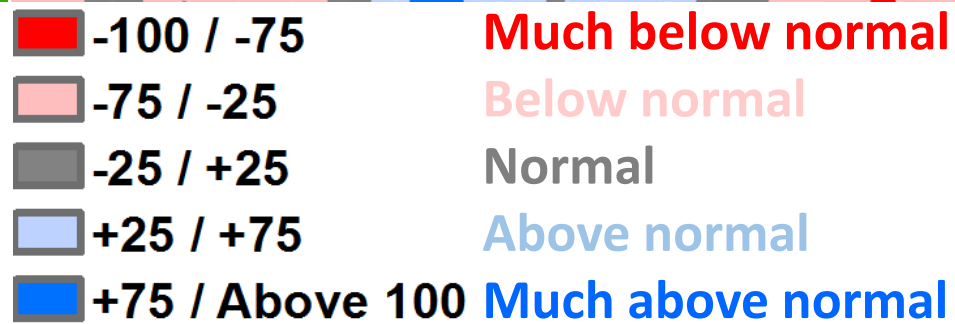 -100 / -75 Much below normal
-75 / -25 Below normal
-25 / +25 Normal
+25 / +75 Above normal
+75 / Above 100 Much above normal